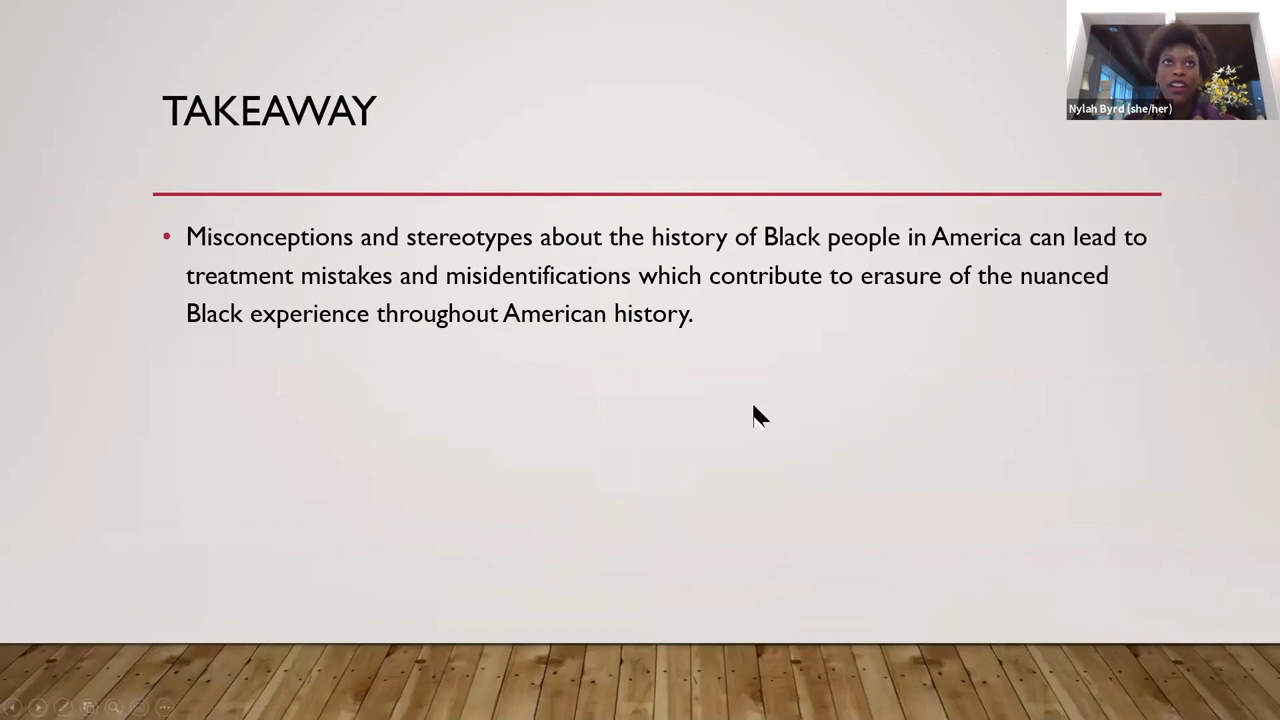 TAKEAWAY
Nylah Byrd (she/her)
• Misconceptions and stereotypes about the history of Black people in America can lead to
treatment mistakes and misidentifications which contribute to erasure of the nuanced
Black experience throughout American history.